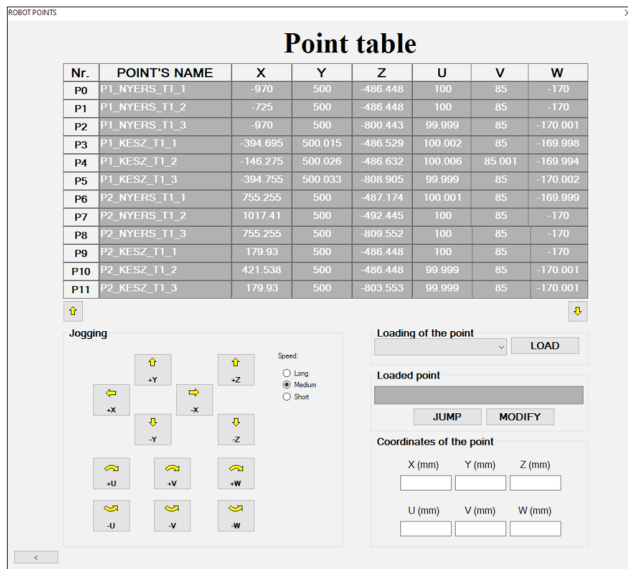 ROBOT POINTS
Point table
Nr. POINT'S NAME X Y Z U V W
P0 P1_NYERS_T1_1 -970 500 -486.448 100 85 -170
P1 P1_NYERS_T1_2 -725 500 -486.448 100 85 -170
P2 P1_NYERS_T1_3 -970 500 -800.443 99.999 85 -170.001
P3 P1_KESZ_T1_1 -394.695 500.015 -486.529 100.002 85 -169.998
P4 P1_KESZ_T1_2 -146.275 500.026 -486.632 100.006 85.001 -169.994
P5 P1_KESZ_T1_3 -394.755 500.033 -808.905 99.999 85 -170.002
P6 P2_NYERS_T1_1 755.255 500 -487.174 100.001 85 -169.999
P7 P2_NYERS_T1_2 1017.41 500 -492.445 100 85 -170
P8 P2_NYERS_T1_3 755.255 500 -809.552 100 85 -170
P9 P2_KESZ_T1_1 179.93 500 -486.448 100 85 -170
P10 P2_KESZ_T1_2 421.538 500 -486.448 99.999 85 -170.001
P11 P2_KESZ_T1_3 179.93 500 -803.553 99.999 85 -170.001
Jogging
+Y +Z
+X -X
-Y -Z
+U +V +W
-U -V -W
Speed:
Long
Medium
Short
Loading of the point
LOAD
Loaded point
JUMP MODIFY
Coordinates of the point
X (mm) Y (mm) Z (mm)
U (mm) V (mm) W (mm)
<